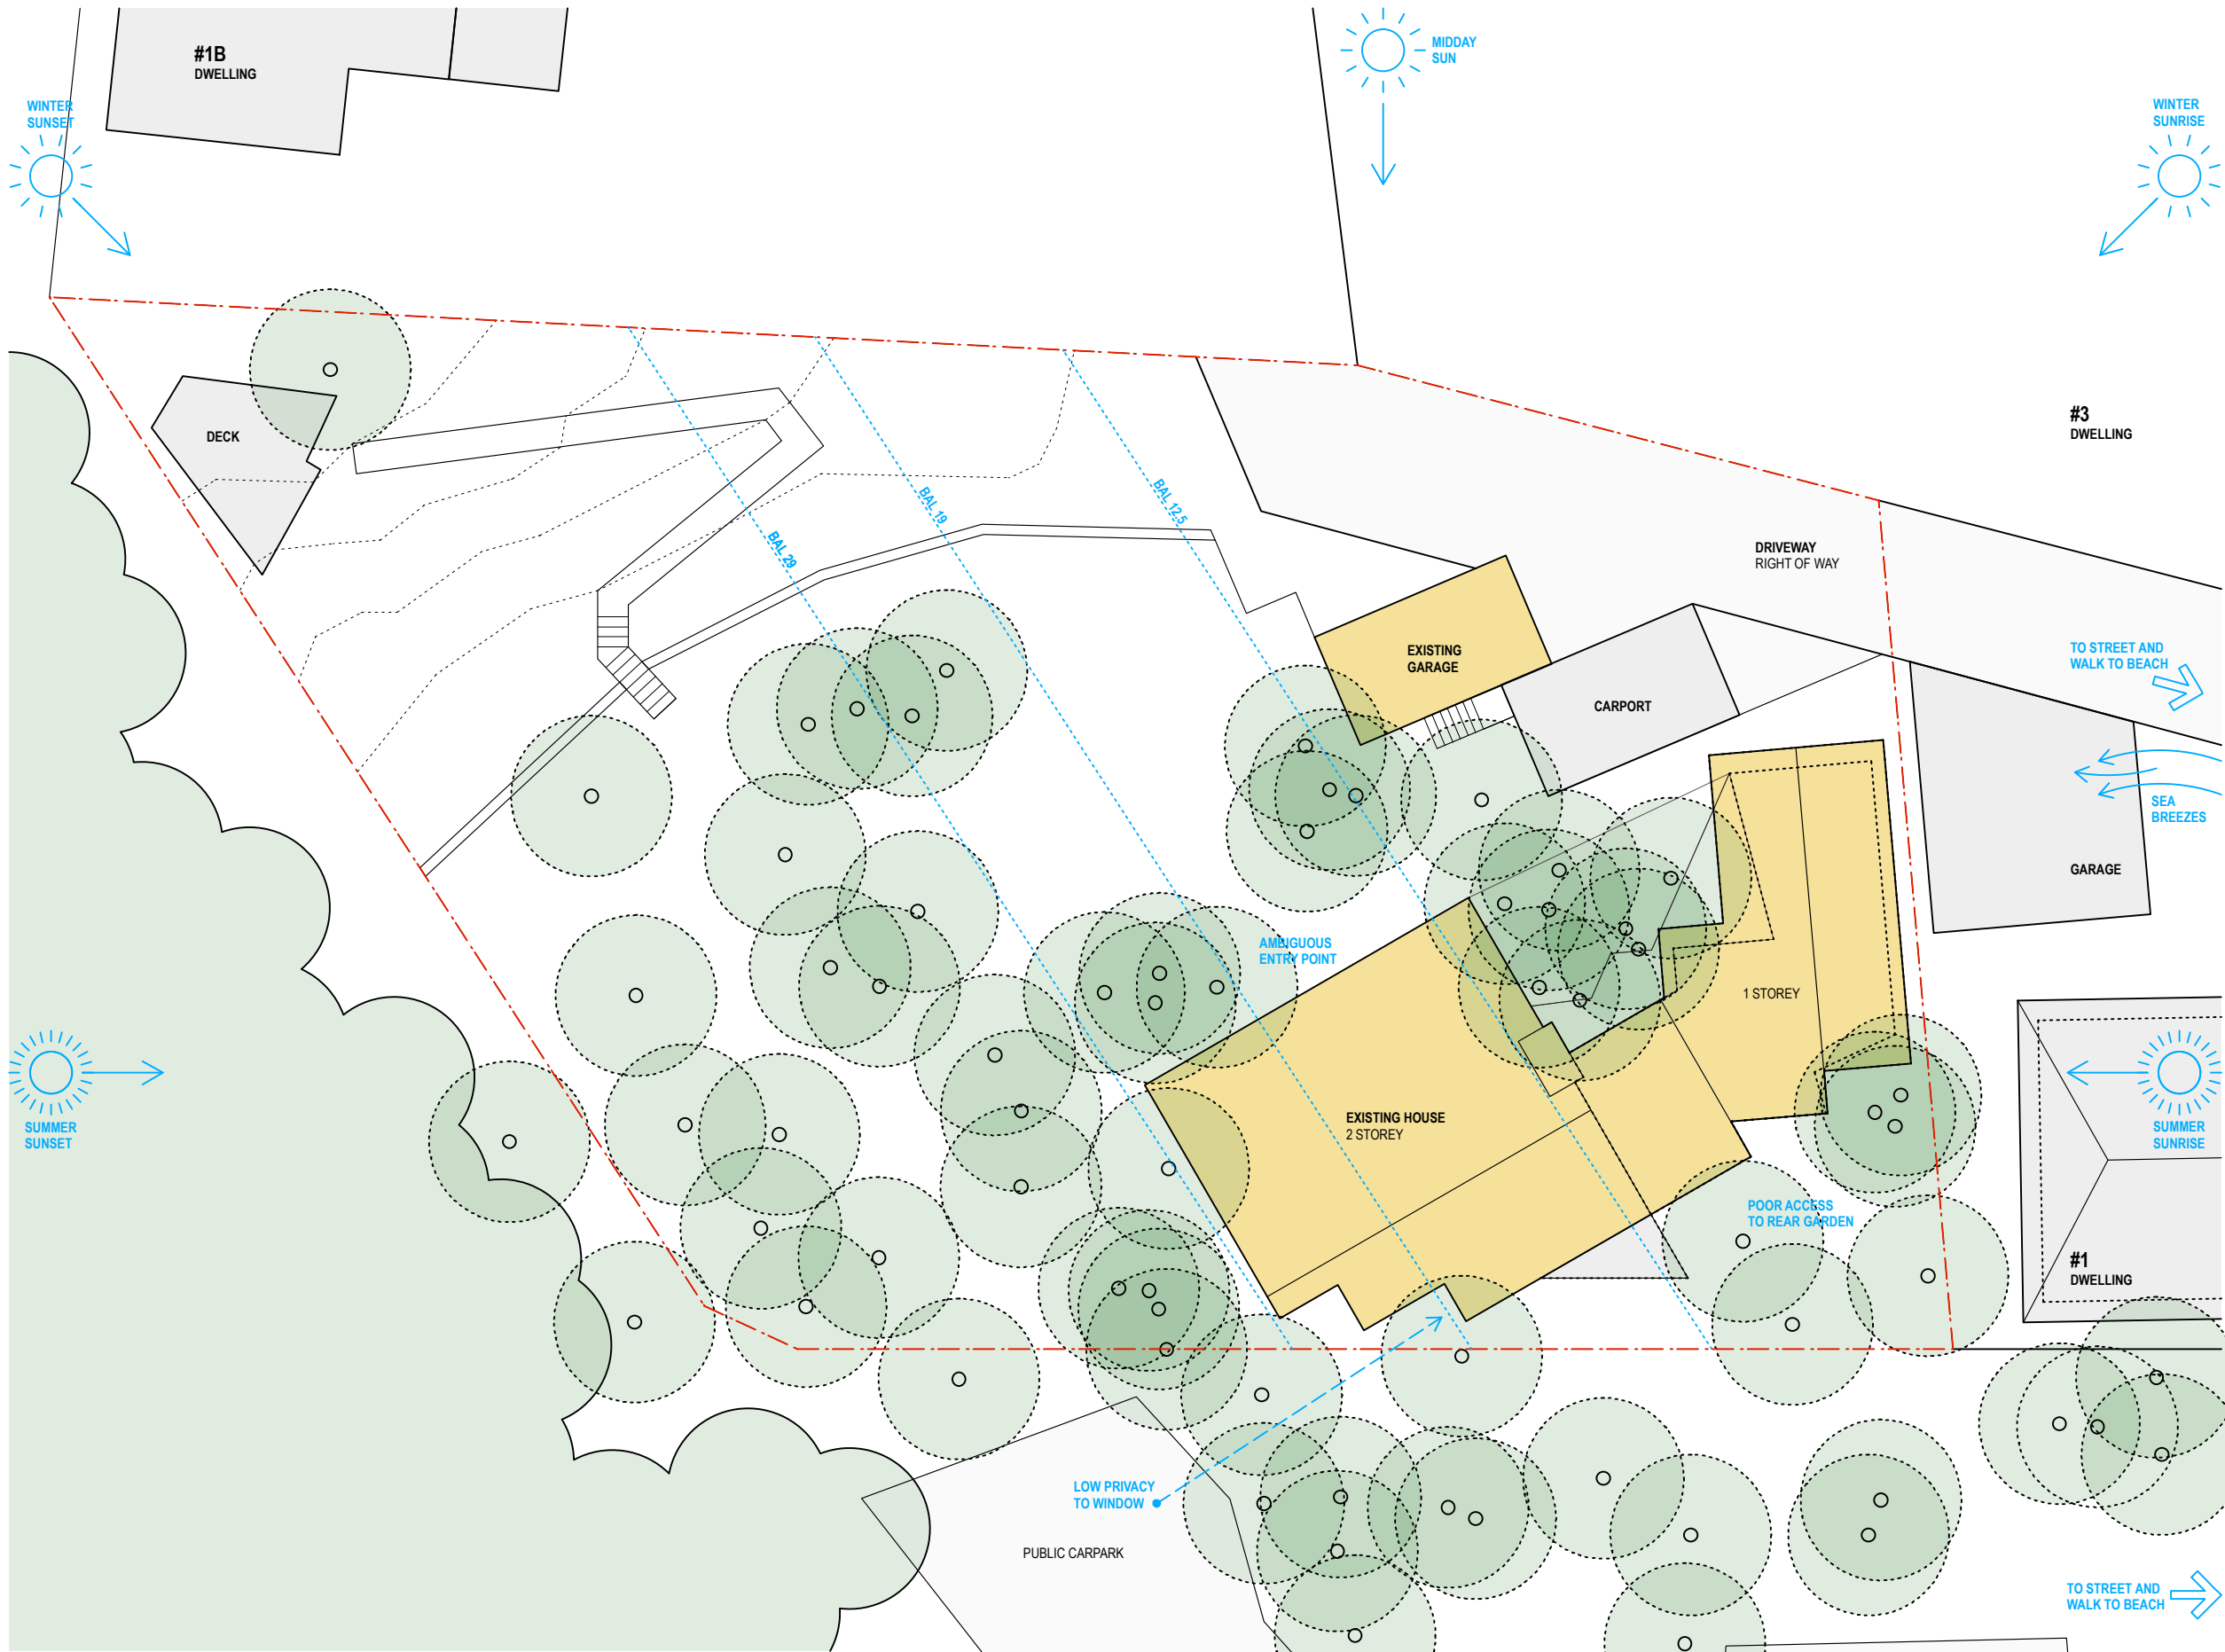 #1B
DWELLING
MIDDAY
SUN
WINTER
SUNSET
WINTER
SUNRISE
#3
DWELLING
DECK
BAL 29
BAL 19
BAL 12.5
DRIVEWAY
RIGHT OF WAY
EXISTING
GARAGE
CARPORT
TO STREET AND
WALK TO BEACH
SEA
BREEZES
GARAGE
AMBIGUOUS
ENTRY POINT
1 STOREY
SUMMER
SUNSET
EXISTING HOUSE
2 STOREY
SUMMER
SUNRISE
POOR ACCESS
TO REAR GARDEN
#1
DWELLING
LOW PRIVACY
TO WINDOW
PUBLIC CARPARK
TO STREET AND
WALK TO BEACH